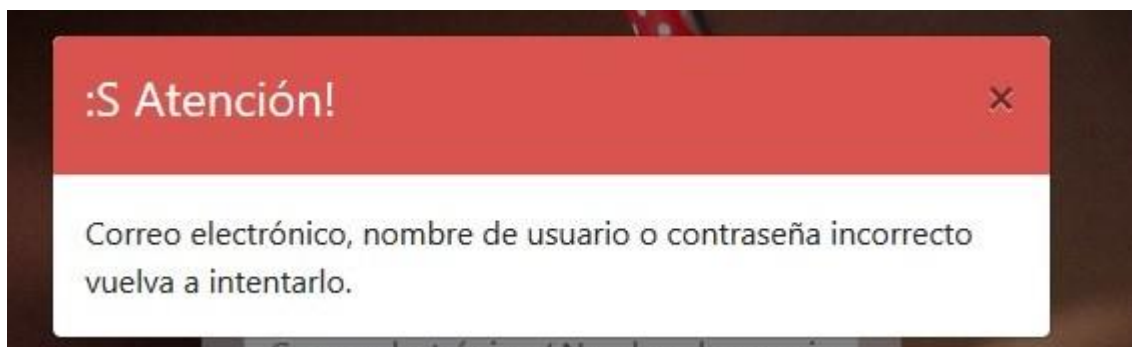 :S Atención!
×
Correo electrónico, nombre de usuario o contraseña incorrecto
vuelva a intentarlo.